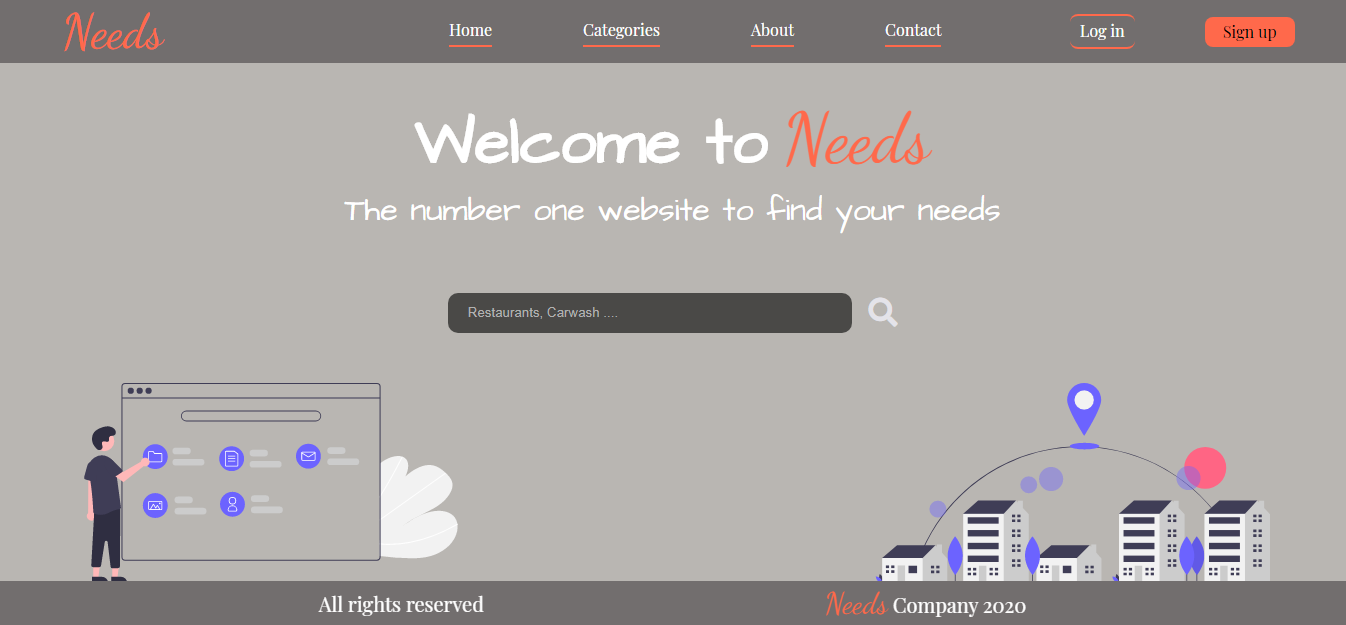 Needs Home Categories About Contact Log in Sign up
Welcome to Needs
The number one website to find your needs
Restaurants, Carwash ....
All rights reserved Needs Company 2020